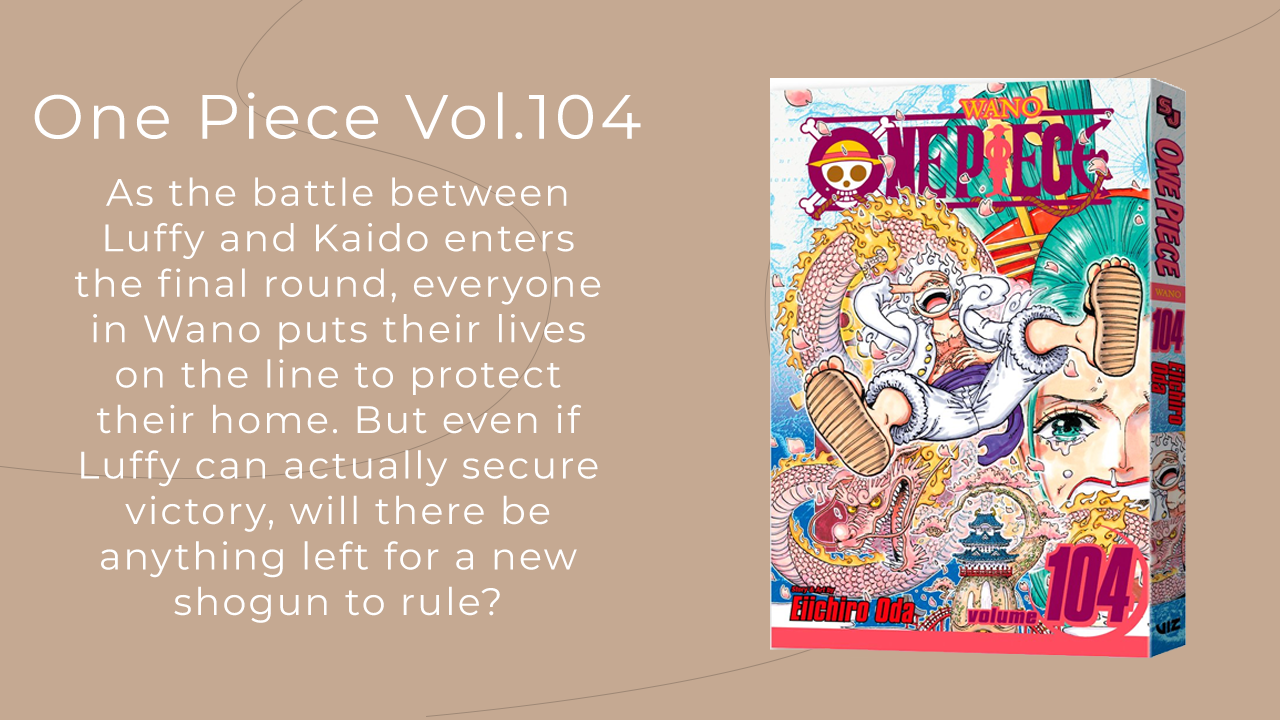 One Piece Vol.104
As the battle between
Luffy and Kaido enters
the final round, everyone
in Wano puts their lives
on the line to protect
their home. But even if
Luffy can actually secure
victory, will there be
anything left for a new
shogun to rule?
WANO
ONE PIECE
Eiichiro Oda
volume 104
SJ
ONE PIECE
WANO
104
Eiichiro
Oda
VIZ